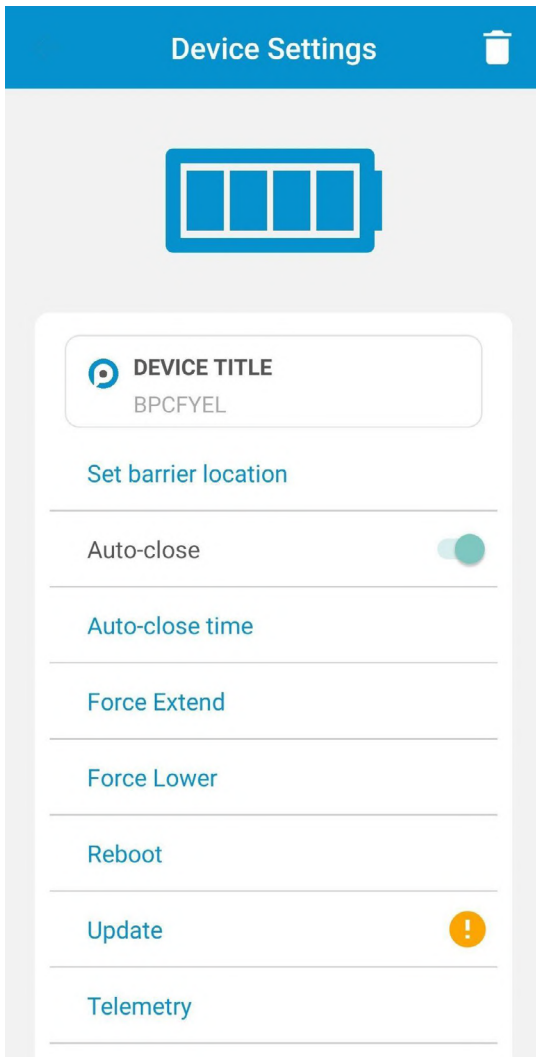 Device Settings
DEVICE TITLE
BPCFYEL
Set barrier location
Auto-close
Auto-close time
Force Extend
Force Lower
Reboot
Update
!
Telemetry